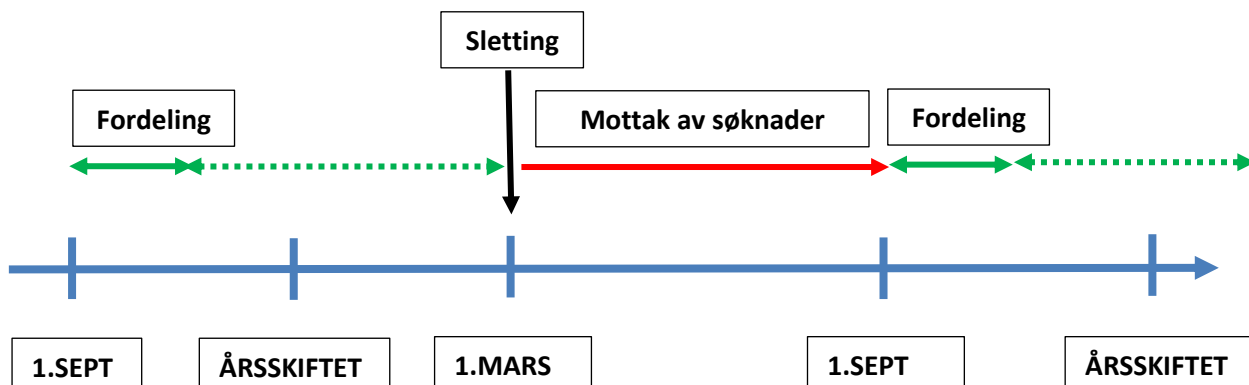 Sletting
Fordeling
Mottak av søknader
Fordeling
1.SEPT
ÅRSSKIFTET
1.MARS
1.SEPT
ÅRSSKIFTET